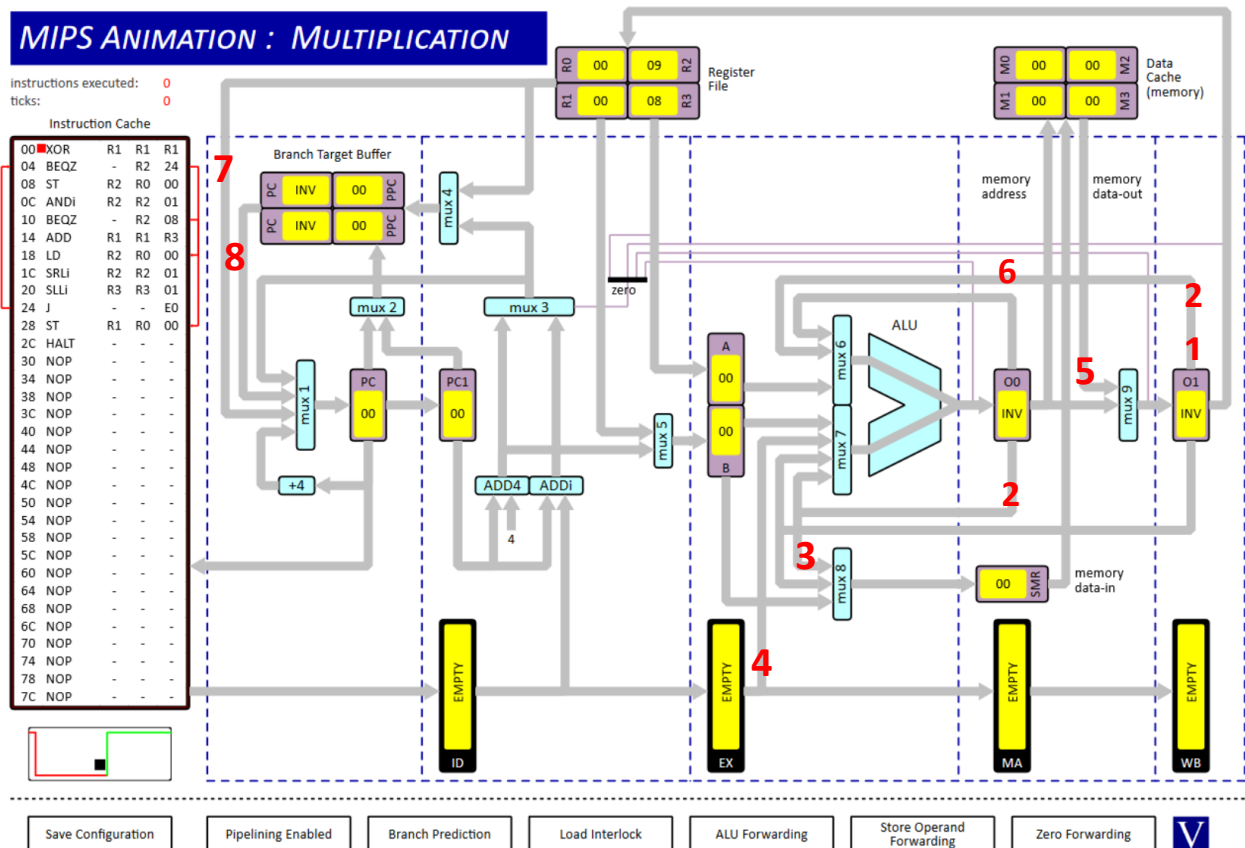 MIPS ANIMATION : MULTIPLICATION
instructions executed: 0
ticks: 0
Instruction Cache
00 XOR R1 R1 R1
04 BEQZ - R2 24
08 ST R2 R0 00
0C ANDi R2 R2 01
10 BEQZ - R2 08
14 ADD R1 R1 R3
18 LD R2 R0 00
1C SRLi R2 R2 01
20 SLLi R3 R3 01
24 J - - E0
28 ST R1 R0 00
2C HALT - - -
30 NOP - - -
34 NOP - - -
38 NOP - - -
3C NOP - - -
40 NOP - - -
44 NOP - - -
48 NOP - - -
4C NOP - - -
50 NOP - - -
54 NOP - - -
58 NOP - - -
5C NOP - - -
60 NOP - - -
64 NOP - - -
68 NOP - - -
6C NOP - - -
70 NOP - - -
74 NOP - - -
78 NOP - - -
7C NOP - - -
R0 00 09 R2
R1 00 08 R3
Register
File
M0 00 00 M2
M1 00 00 M3
Data
Cache
(memory)
7
8
Branch Target Buffer
PC INV 00 PPC
PC INV 00 PPC
mux 4
memory
address
memory
data-out
zero
6
2
1
5
mux 2
mux 3
mux 1
PC
00
PC1
00
+4
ADD4
ADDi
4
mux 5
A
00
00
B
mux 6
mux 7
ALU
O0
INV
mux 9
O1
INV
2
3
mux 8
00 SMR
memory
data-in
4
EMPTY
ID
EMPTY
EX
EMPTY
MA
EMPTY
WB
Save Configuration
Pipelining Enabled
Branch Prediction
Load Interlock
ALU Forwarding
Store Operand
Forwarding
Zero Forwarding
V